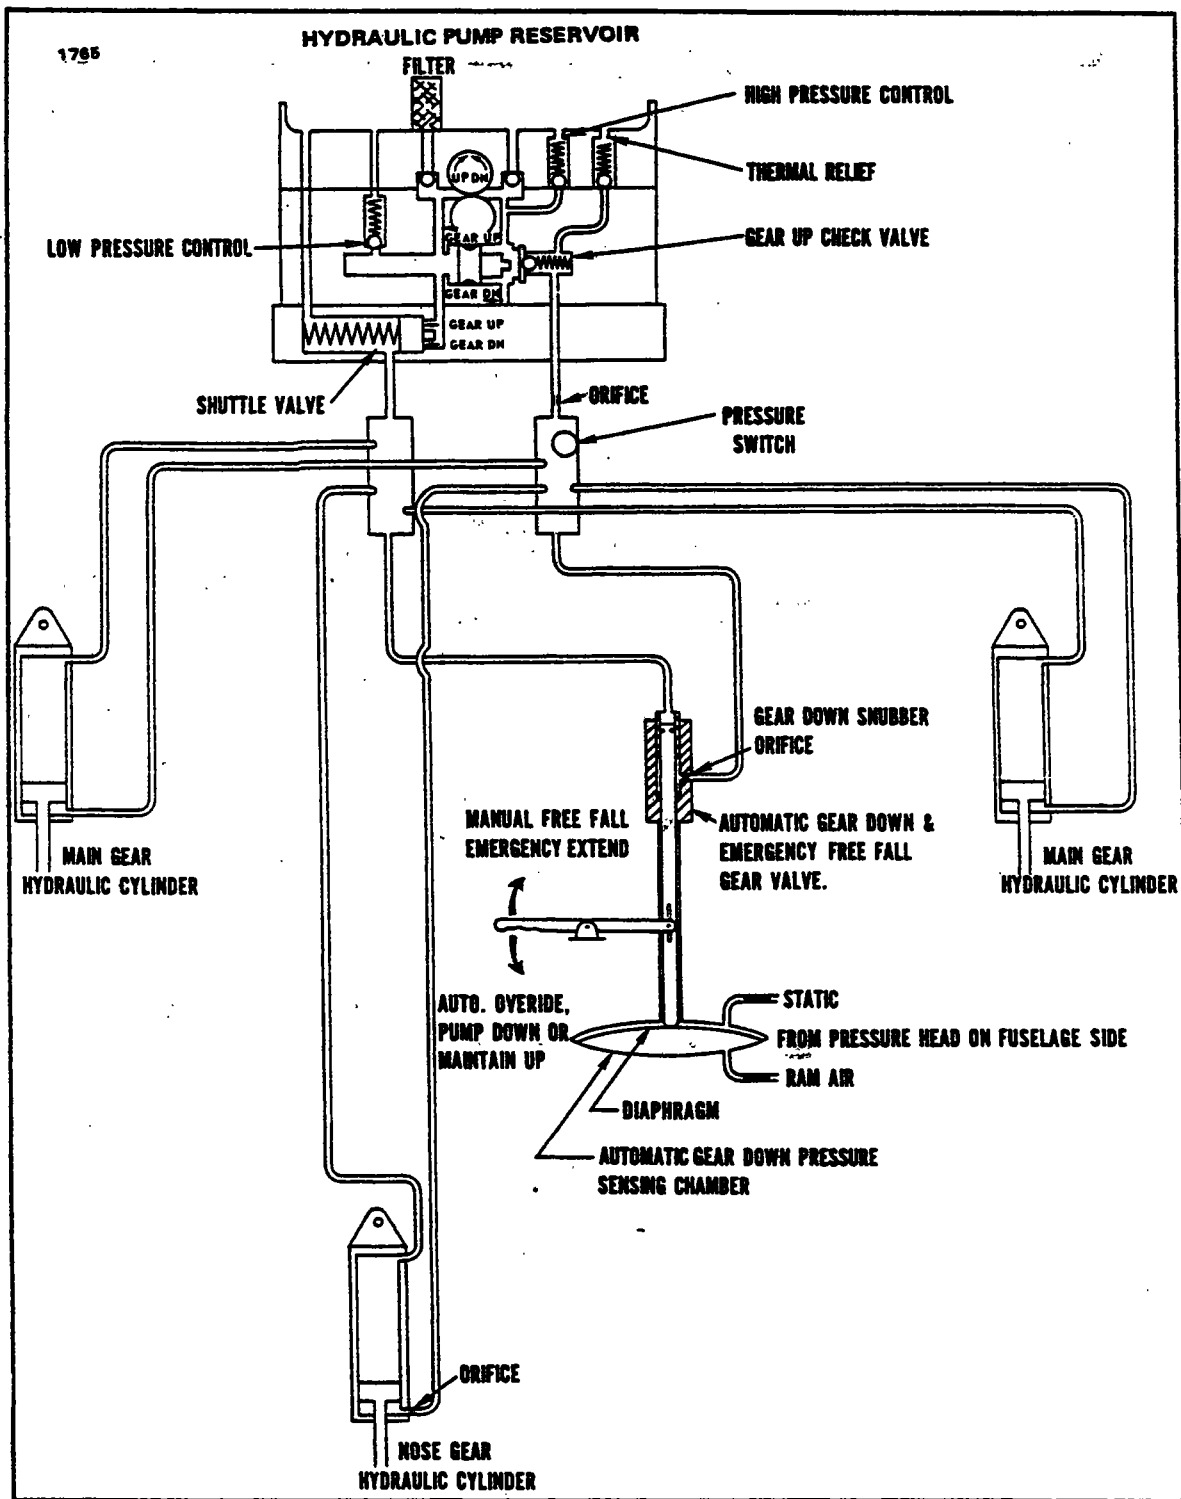 1765
HYDRAULIC PUMP RESERVOIR
FILTER
HIGH PRESSURE CONTROL
THERMAL RELIEF
UP DN
GEAR UP
LOW PRESSURE CONTROL
GEAR UP CHECK VALVE
GEAR DN
GEAR UP
GEAR DN
SHUTTLE VALVE
ORIFICE
PRESSURE
SWITCH
GEAR DOWN SNUBBER
ORIFICE
MANUAL FREE FALL
EMERGENCY EXTEND
AUTOMATIC GEAR DOWN &
EMERGENCY FREE FALL
GEAR VALVE.
MAIN GEAR
HYDRAULIC CYLINDER
MAIN GEAR
HYDRAULIC CYLINDER
AUTO. OVERIDE,
PUMP DOWN OR
MAINTAIN UP
STATIC
FROM PRESSURE HEAD ON FUSELAGE SIDE
RAM AIR
DIAPHRAGM
AUTOMATIC GEAR DOWN PRESSURE
SENSING CHAMBER
ORIFICE
NOSE GEAR
HYDRAULIC CYLINDER